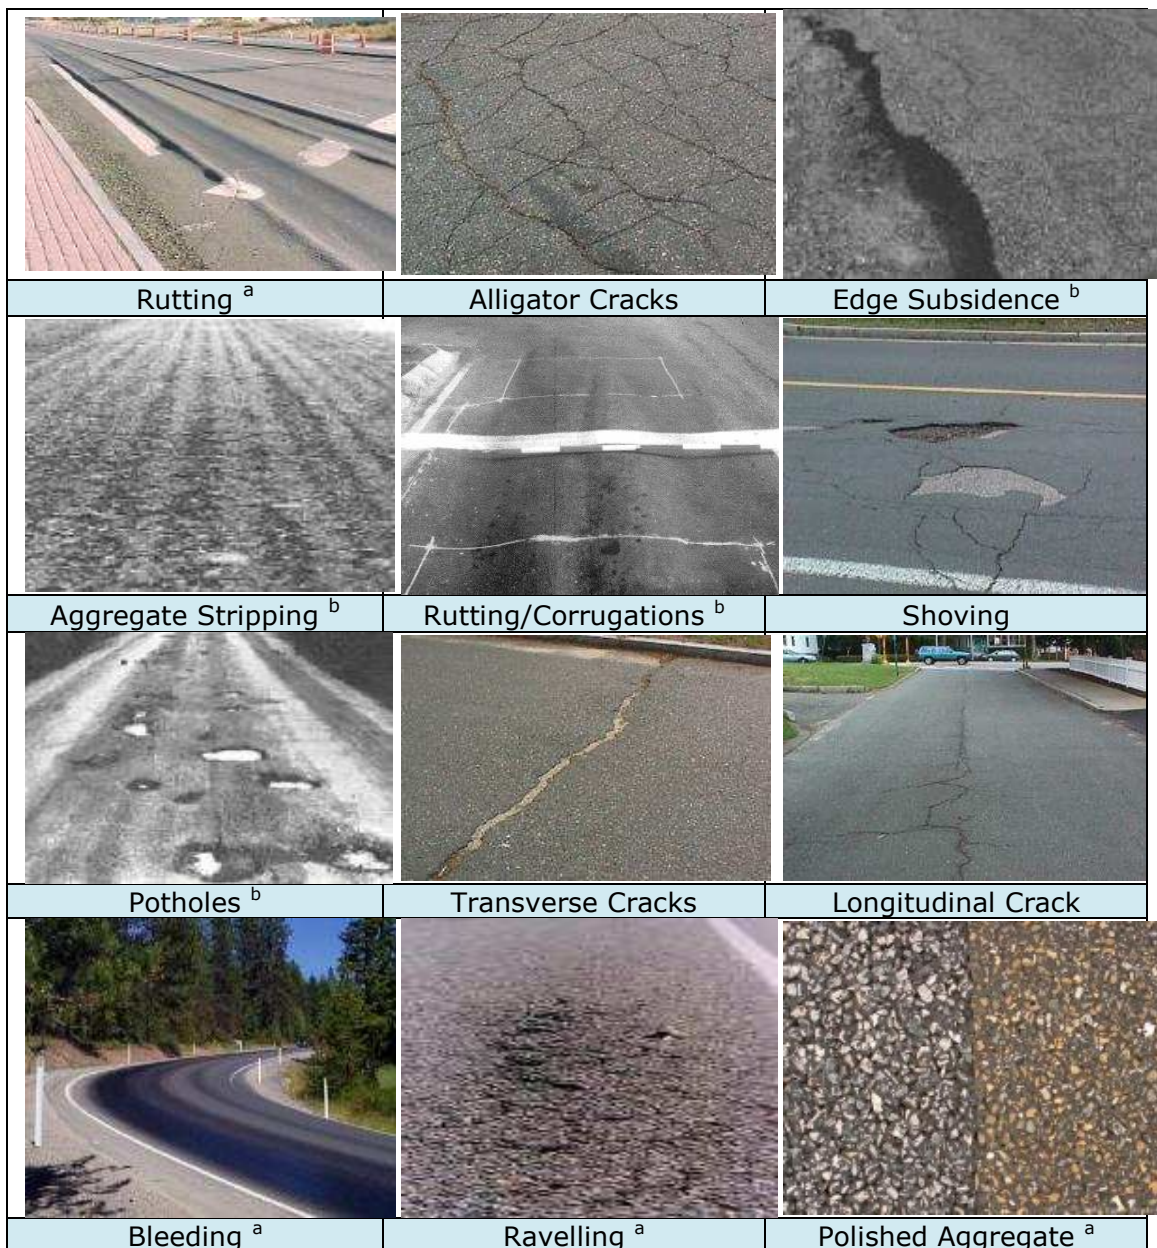 Rutting a
Alligator Cracks
Edge Subsidence b
Aggregate Stripping b
Rutting/Corrugations b
Shoving
Potholes b
Transverse Cracks
Longitudinal Crack
Bleeding a
Ravelling a
Polished Aggregate a